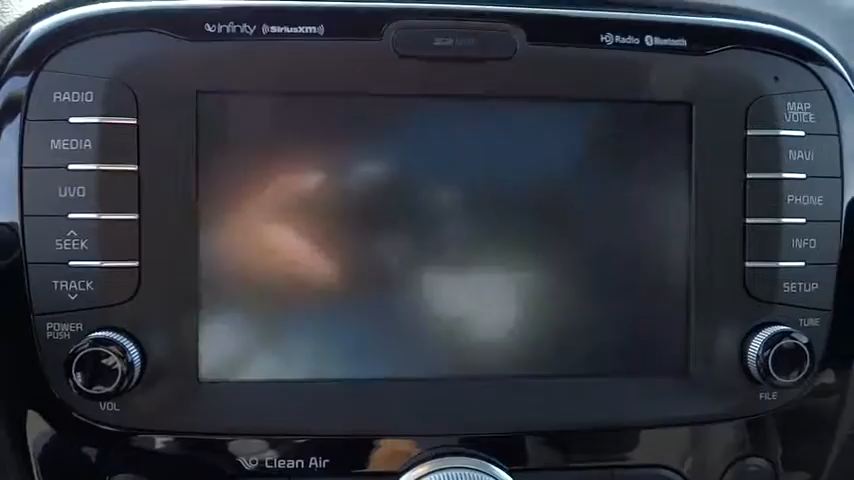 infinity SiriusXM
HD Radio Bluetooth
RADIO
MEDIA
UVO
SEEK
TRACK
POWER
PUSH
VOL
MAP
VOICE
NAVI
PHONE
INFO
SETUP
TUNE
FILE
Clean Air